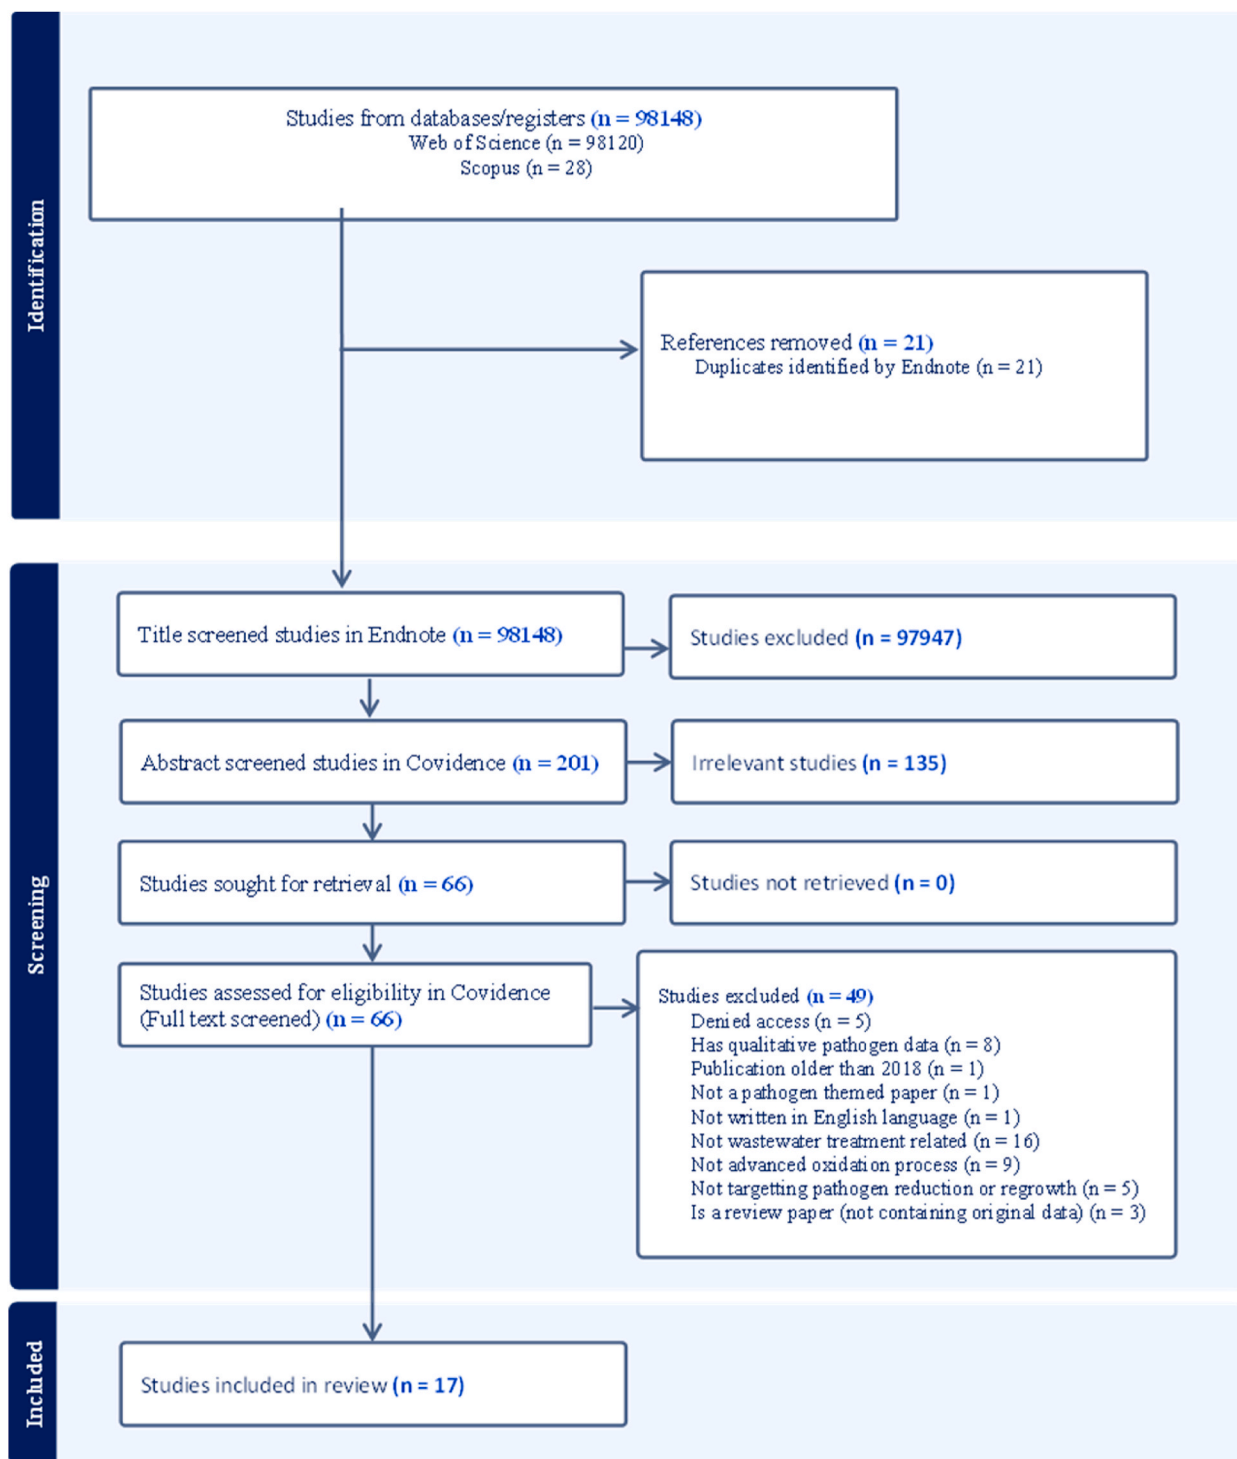 Identification
Studies from databases/registers (n = 98148)
Web of Science (n = 98120)
Scopus (n = 28)
References removed (n = 21)
Duplicates identified by Endnote (n = 21)
Screening
Title screened studies in Endnote (n = 98148)
Studies excluded (n = 97947)
Abstract screened studies in Covidence (n = 201)
Irrelevant studies (n = 135)
Studies sought for retrieval (n = 66)
Studies not retrieved (n = 0)
Studies assessed for eligibility in Covidence
(Full text screened) (n = 66)
Studies excluded (n = 49)
Denied access (n = 5)
Has qualitative pathogen data (n = 8)
Publication older than 2018 (n = 1)
Not a pathogen themed paper (n = 1)
Not written in English language (n = 1)
Not wastewater treatment related (n = 16)
Not advanced oxidation process (n = 9)
Not targetting pathogen reduction or regrowth (n = 5)
Is a review paper (not containing original data) (n = 3)
Included
Studies included in review (n = 17)